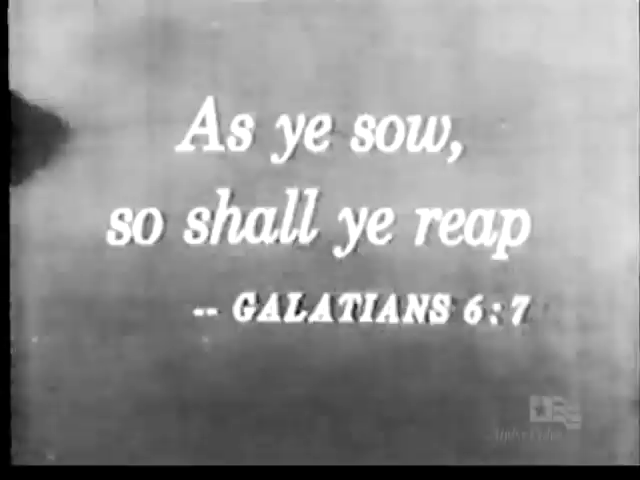 As ye sow,
so shall ye reap
-- GALATIANS 6:7